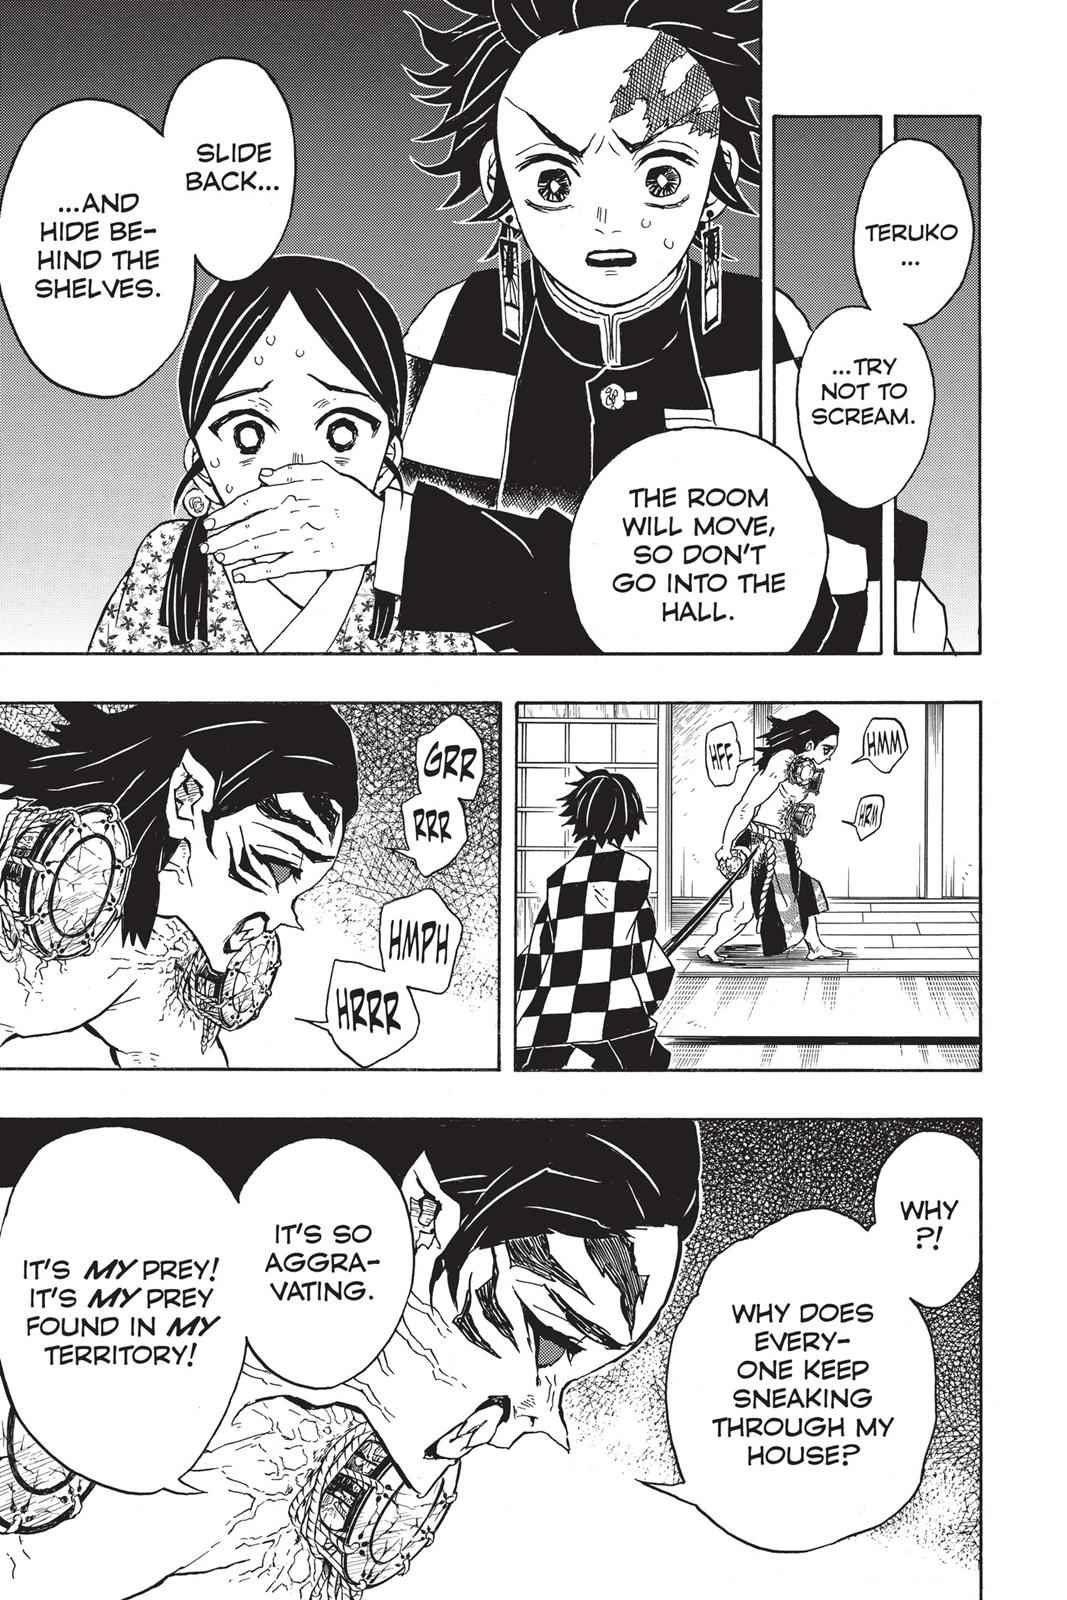 TERUKO
...
...TRY
NOT TO
SCREAM.
THE ROOM
WILL MOVE,
SO DON'T
GO INTO THE
HALL.
SLIDE
BACK...
...AND
HIDE BE-
HIND THE
SHELVES.
HMM
HFF
HRM
GRR
RRR
HMPH
HRRR
WHY
?!
WHY DOES
EVERY-
ONE KEEP
SNEAKING
THROUGH MY
HOUSE?
IT'S SO
AGGRA-
VATING.
IT'S MY PREY!
IT'S MY PREY
FOUND IN MY
TERRITORY!